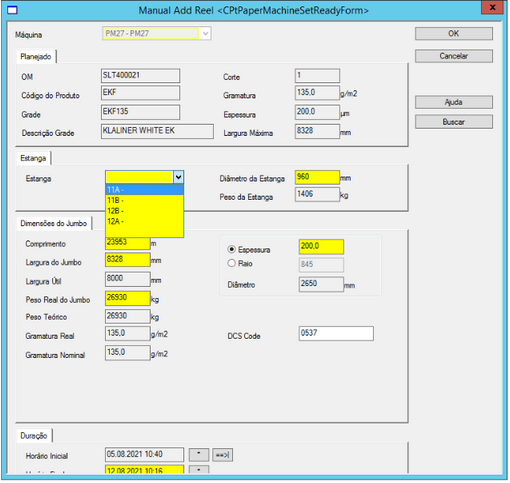 Manual Add Reel <CPtPaperMachineSetReadyForm>
x
Máquina PM27 - PM27 OK
Cancelar
Planejado
OM SLT400021 Corte 1
Código do Produto EKF Gramatura 135,0 g/m2
Ajuda
Grade EKF135 Espessura 200,0 µm
Buscar
Descrição Grade KLALINER WHITE EK Largura Máxima 8328 mm
Estanga
Estanga Diâmetro da Estanga 960 mm
11A -
Peso da Estanga 1406 kg
11B -
12B -
12A -
Dimensões do Jumbo
Comprimento 23953 m
Espessura 200,0
Largura do Jumbo 8328 mm
Raio 845
Largura Útil 8000 mm
Diâmetro 2650 mm
Peso Real do Jumbo 26930 kg
Peso Teórico 26930 kg
Gramatura Real 135,0 g/m2
DCS Code 0537
Gramatura Nominal 135,0 g/m2
Duração
Horário Inicial 05.08.2021 10:40 * ==>|
12.08.2021 10:16 *